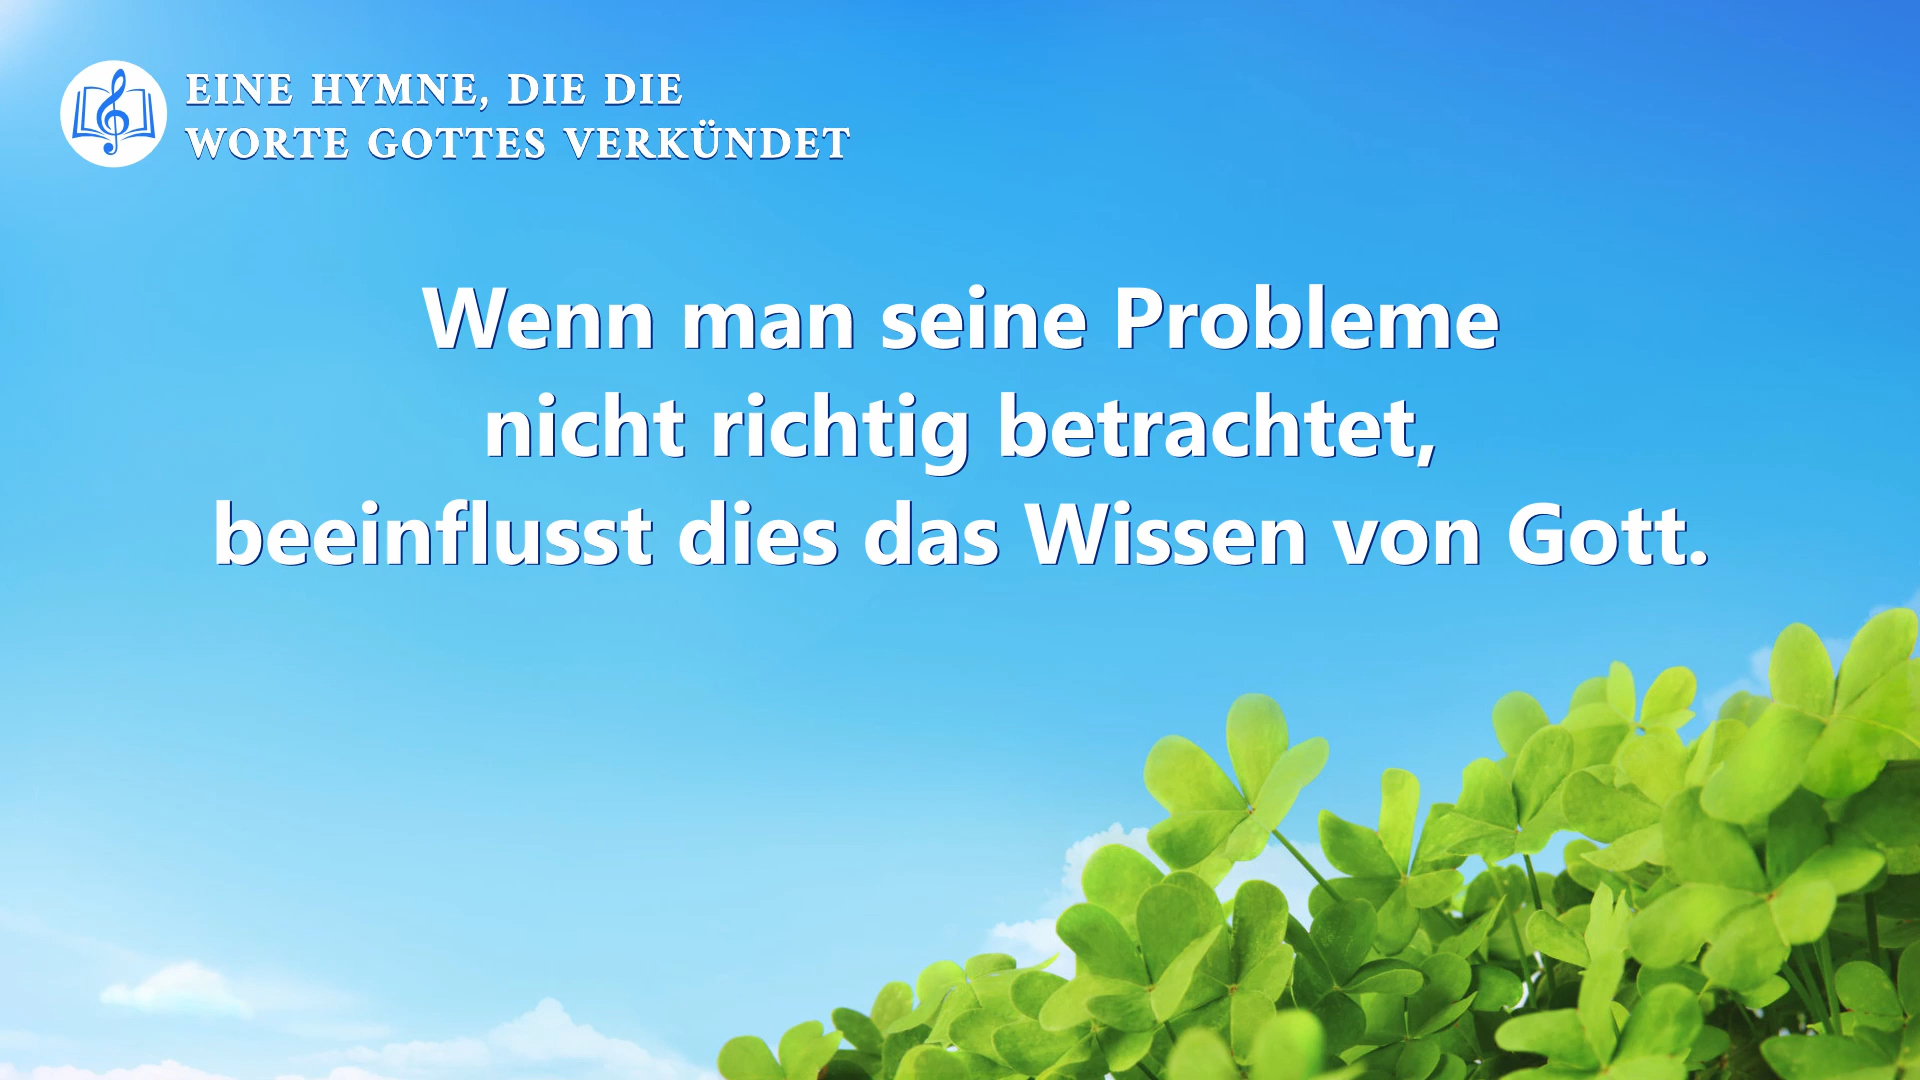 EINE HYMNE, DIE DIE
WORTE GOTTES VERKÜNDET
Wenn man seine Probleme
nicht richtig betrachtet,
beeinflusst dies das Wissen von Gott.